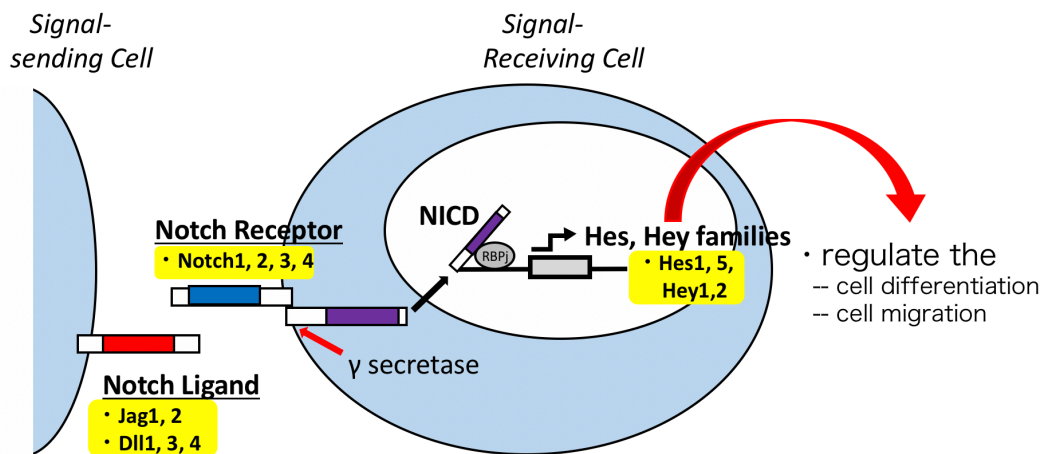 Signal-
sending Cell
Signal-
Receiving Cell
Notch Receptor
・Notch1, 2, 3, 4
NICD
RBPj
Hes, Hey families
・Hes1, 5,
Hey1,2
・regulate the
-- cell differentiation
-- cell migration
γ secretase
Notch Ligand
・Jag1, 2
・Dll1, 3, 4